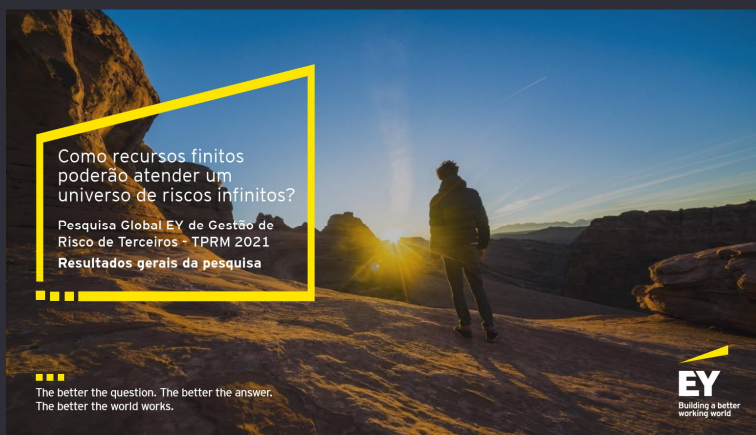 Como recursos finitos
poderão atender um
universo de riscos infinitos?
Pesquisa Global EY de Gestão de
Risco de Terceiros - TPRM 2021
Resultados gerais da pesquisa
The better the question. The better the answer.
The better the world works.
EY
Building a better
working world